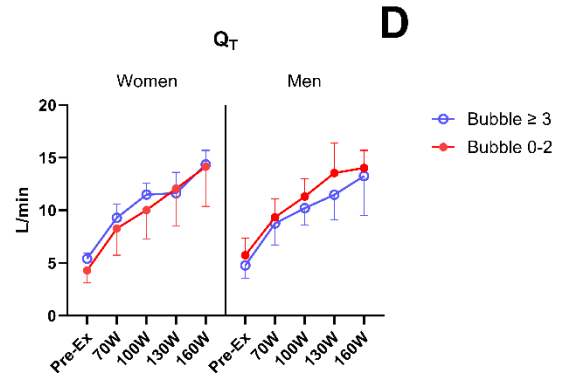 D
Q_T
Women Men
20
15
10
5
0
L/min
Pre-Ex 70W 100W 130W 160W Pre-Ex 70W 100W 130W 160W
Bubble ≥ 3
Bubble 0-2